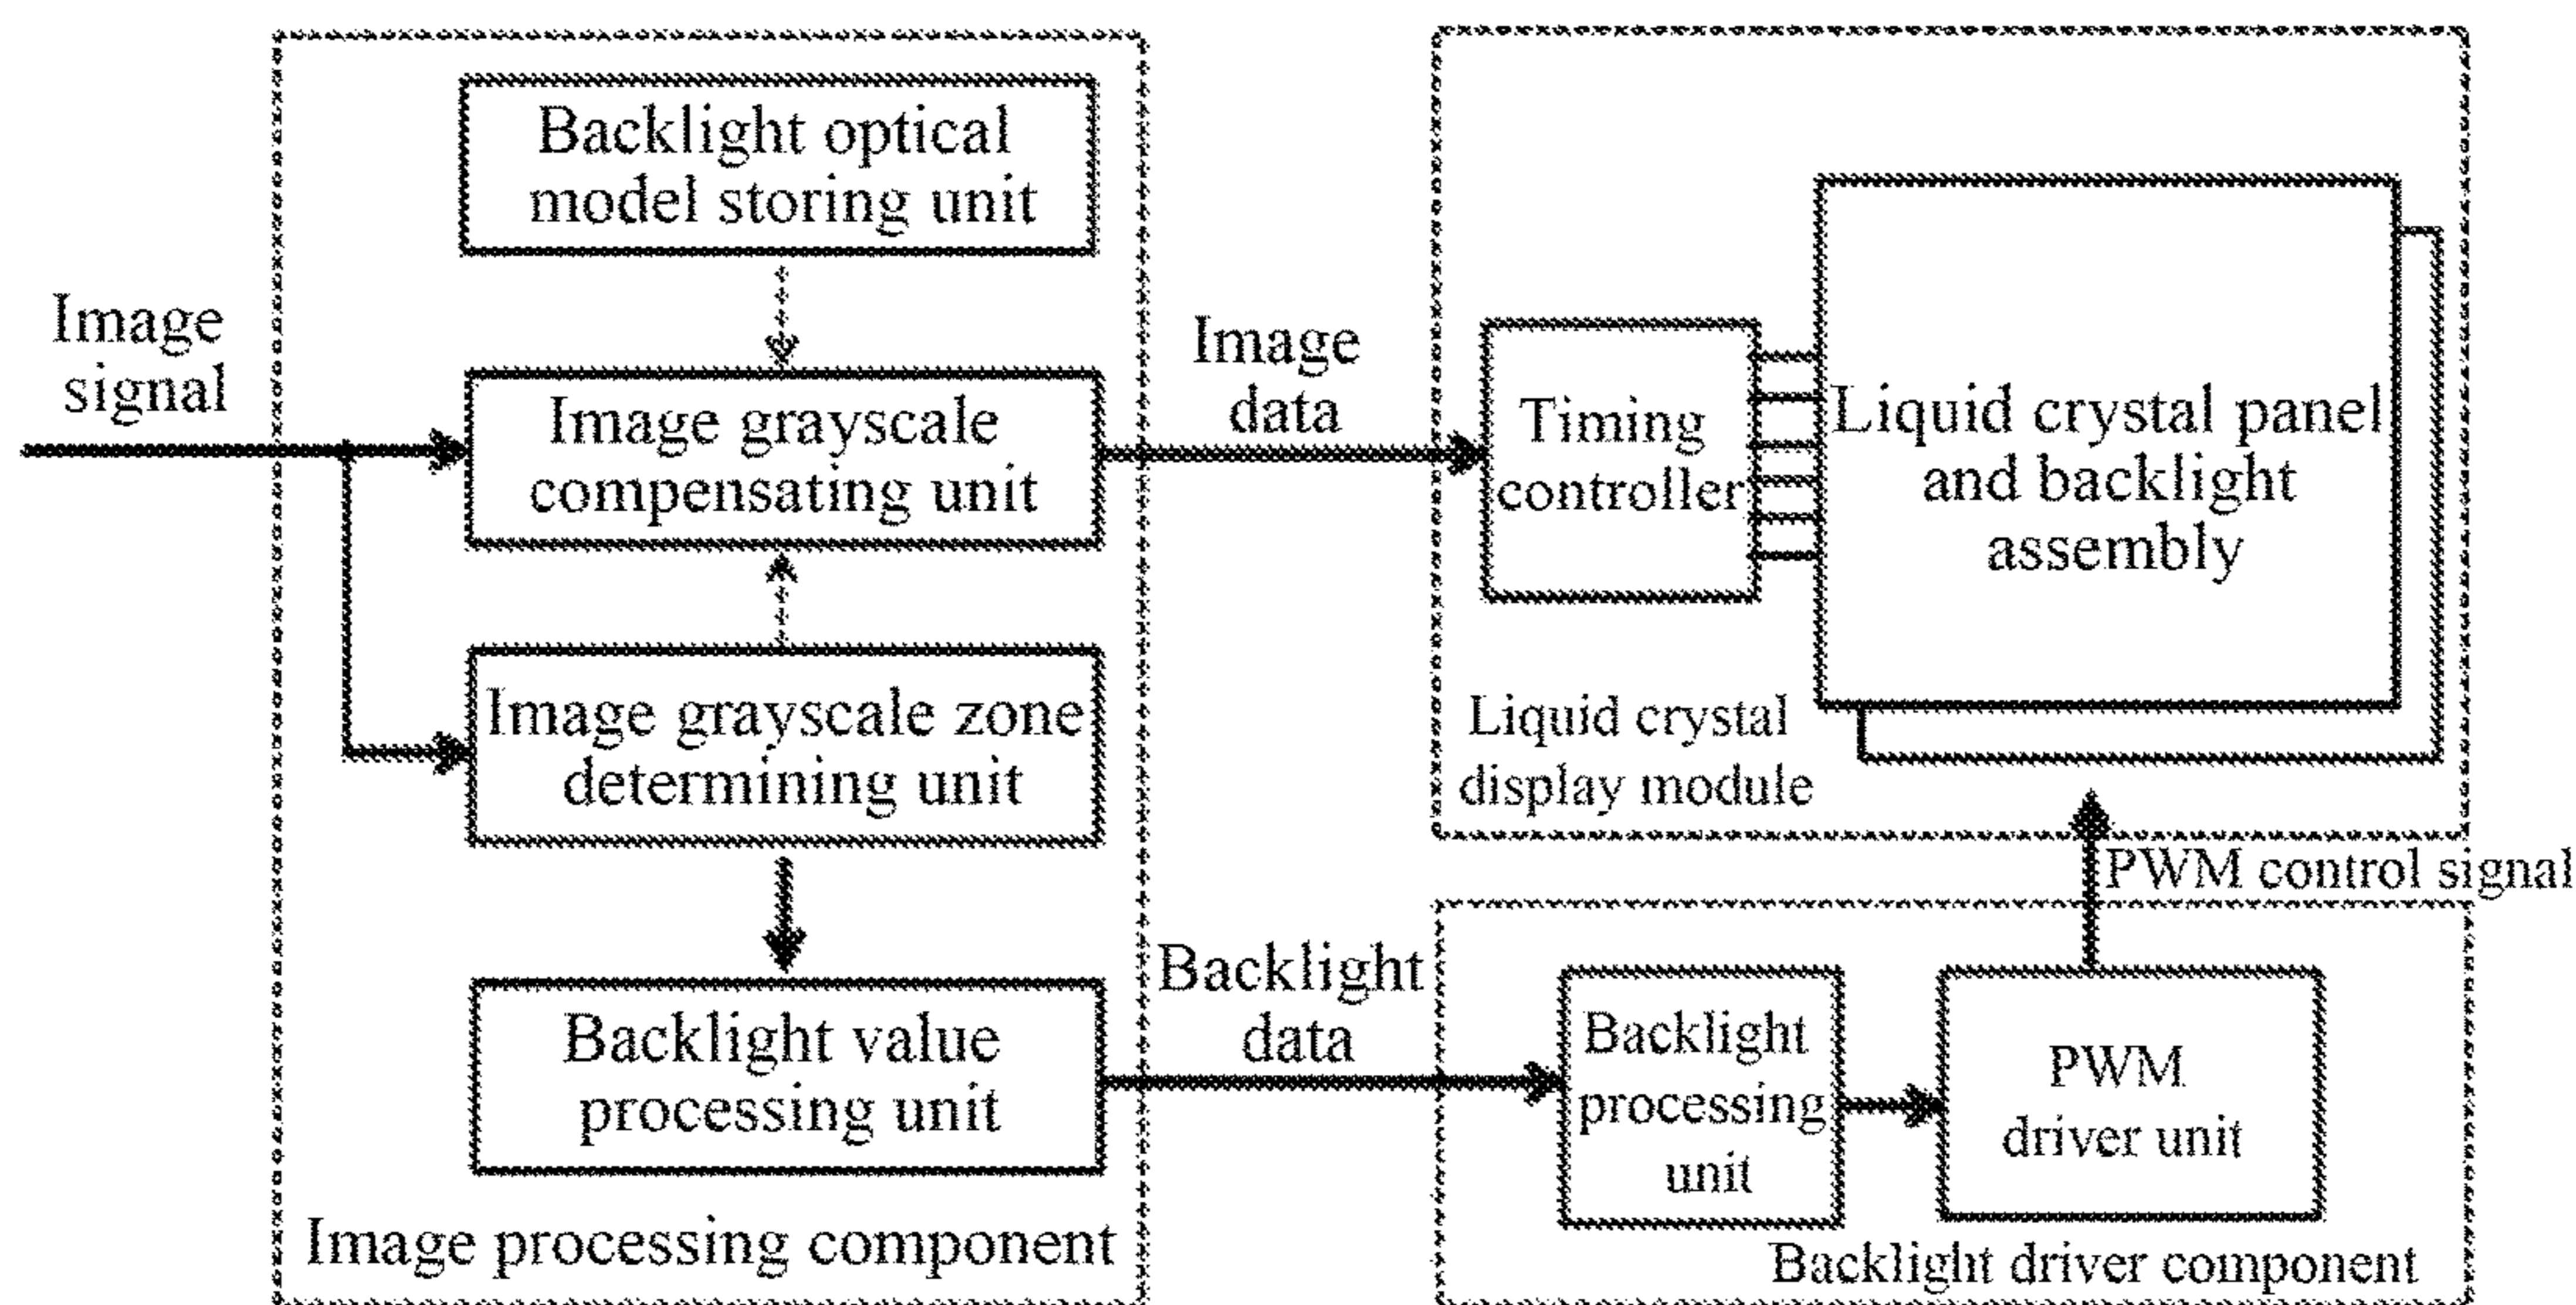 Image
signal
Backlight optical
model storing unit
Image grayscale
compensating unit
Image grayscale zone
determining unit
Backlight value
processing unit
Image processing component
Image
data
Backlight
data
Timing
controller
Liquid crystal panel
and backlight
assembly
Liquid crystal
display module
PWM control signal
Backlight
processing
unit
PWM
driver unit
Backlight driver component